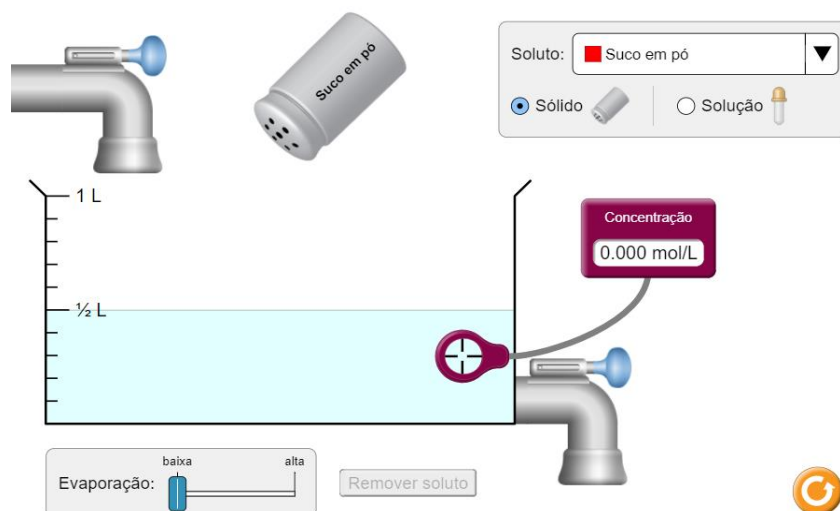 Suco em pó
Soluto: Suco em pó
Sólido Solução
1 L
Concentração
0.000 mol/L
½ L
baixa alta
Evaporação:
Remover soluto